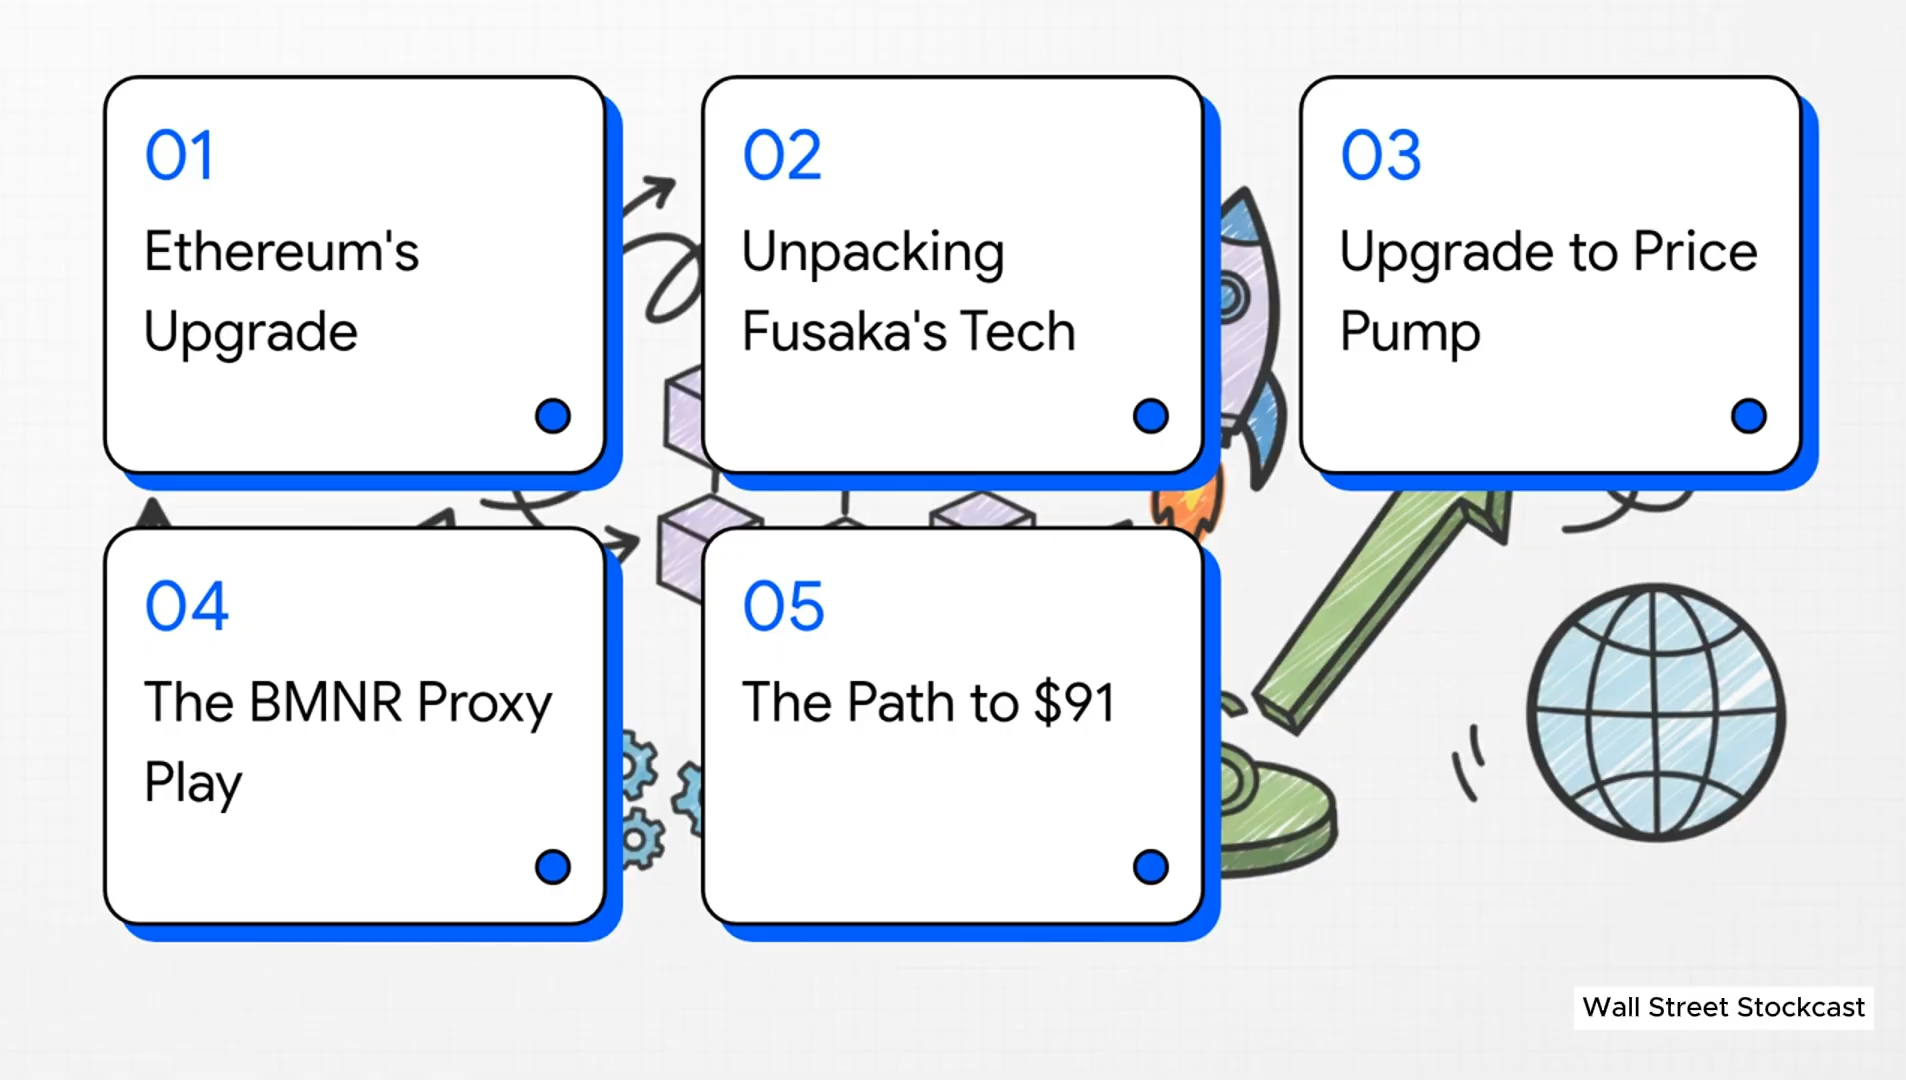 01
Ethereum's
Upgrade
02
Unpacking
Fusaka's Tech
03
Upgrade to Price
Pump
04
The BMNR Proxy
Play
05
The Path to $91
Wall Street Stockcast